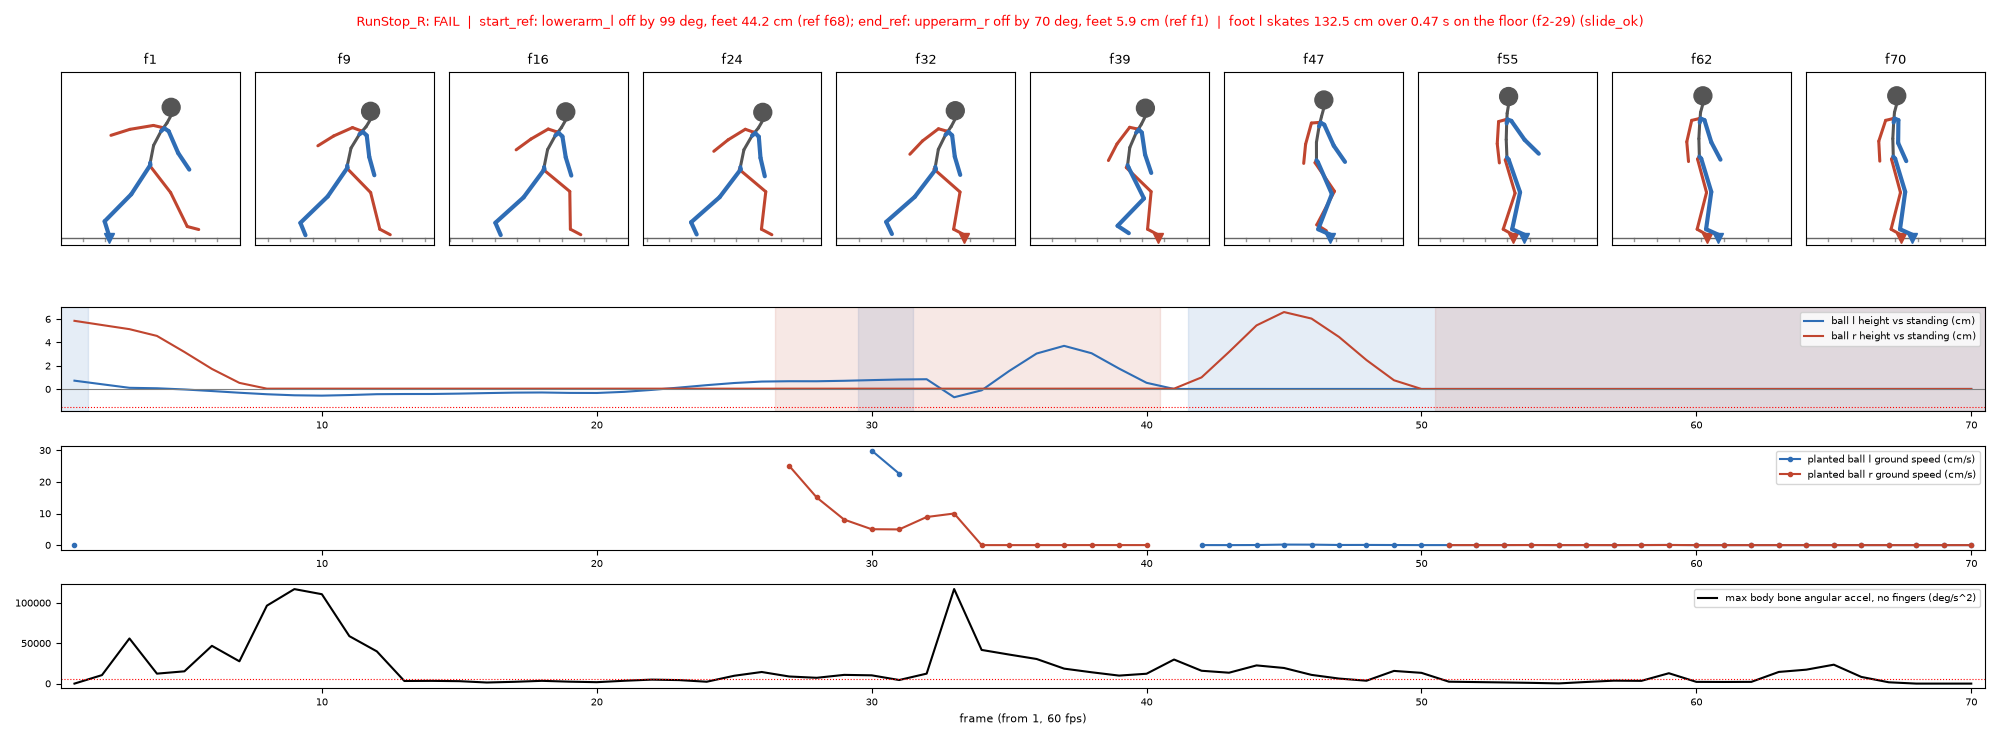 RunStop_R: FAIL | start_ref: lowerarm_l off by 99 deg, feet 44.2 cm (ref f68); end_ref: upperarm_r off by 70 deg, feet 5.9 cm (ref f1) | foot l skates 132.5 cm over 0.47 s on the floor (f2-29) (slide_ok)
f1 f9 f16 f24 f32 f39 f47 f55 f62 f70
6
4
2
0
ball l height vs standing (cm)
ball r height vs standing (cm)
10 20 30 40 50 60 70
30
20
10
0
planted ball l ground speed (cm/s)
planted ball r ground speed (cm/s)
10 20 30 40 50 60 70
100000
50000
0
max body bone angular accel, no fingers (deg/s^2)
10 20 30 40 50 60 70
frame (from 1, 60 fps)